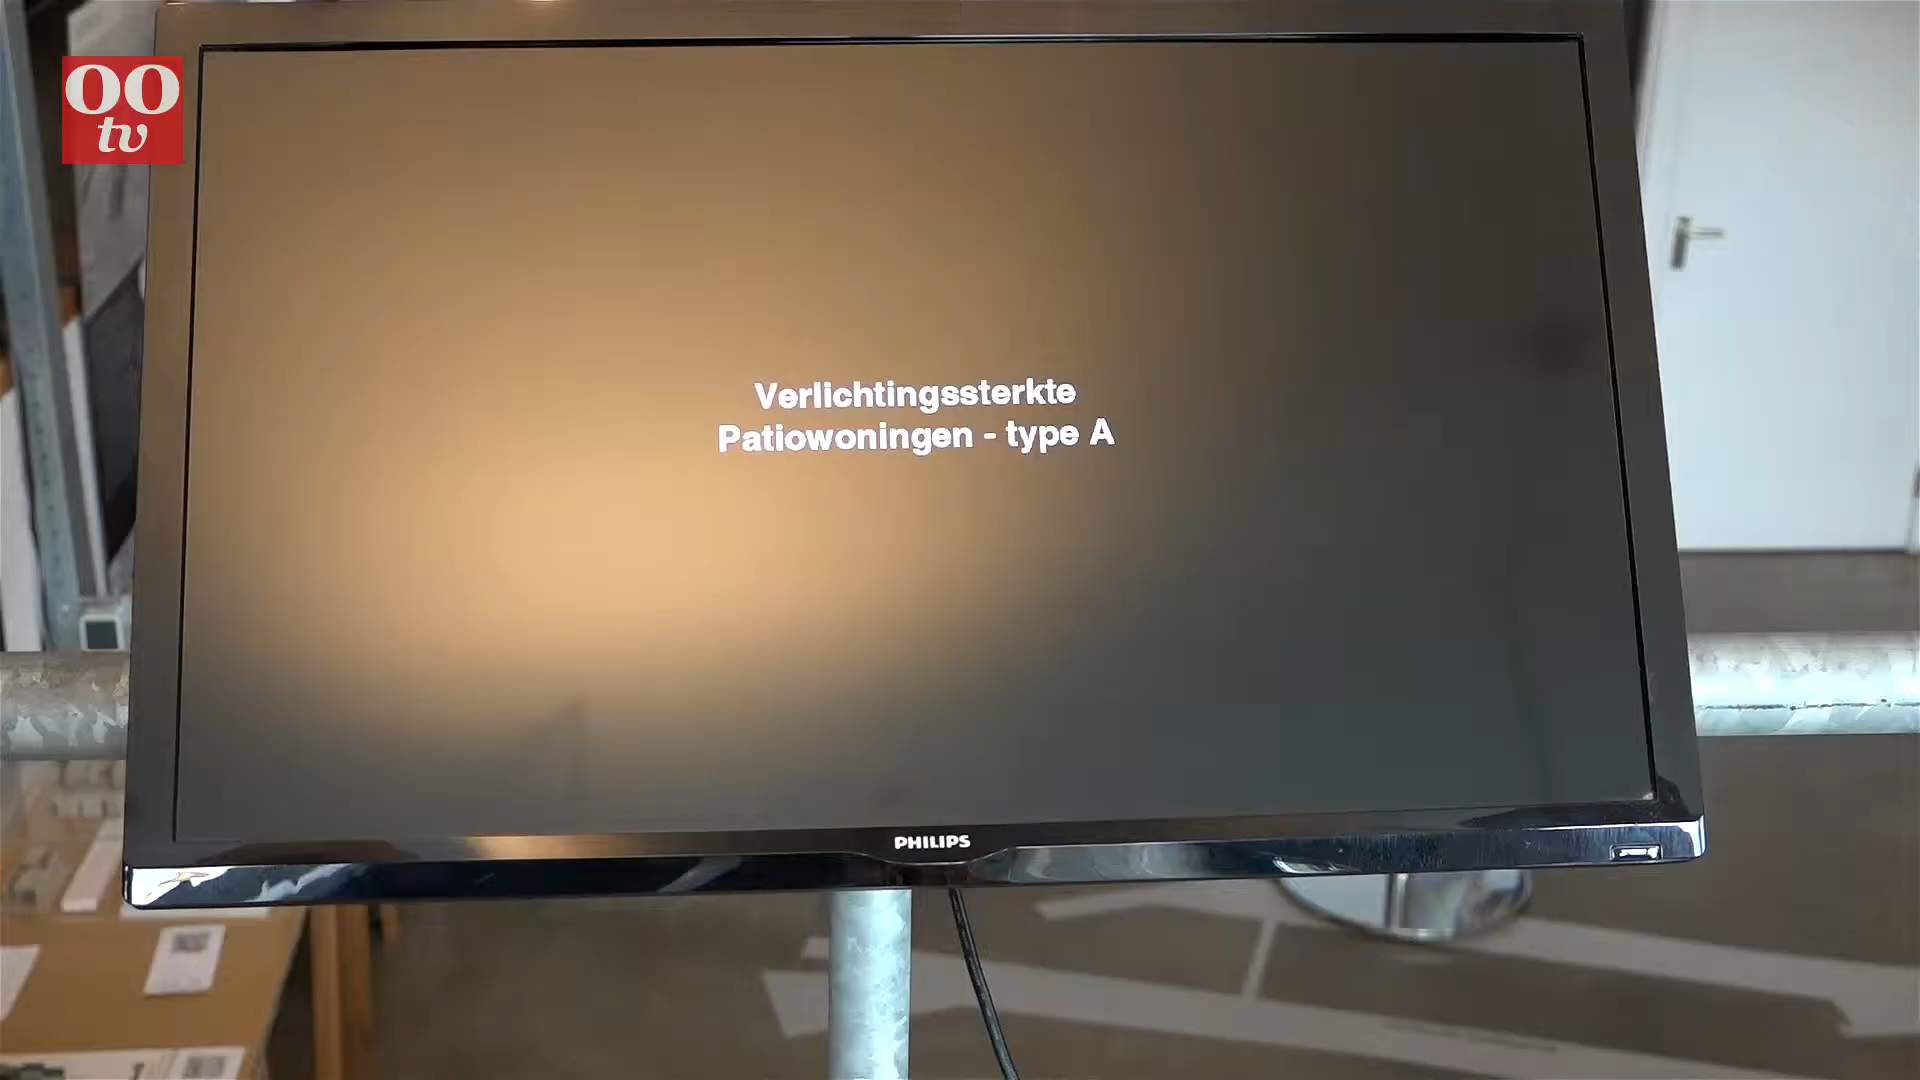 OO
tv
Verlichtingssterkte
Patiowoningen - type A
PHILIPS